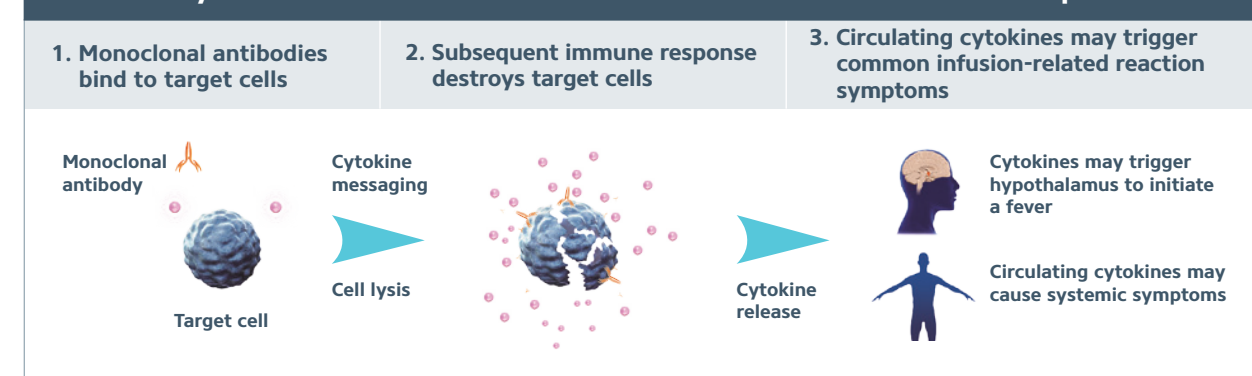 1. Monoclonal antibodies
bind to target cells
2. Subsequent immune response
destroys target cells
3. Circulating cytokines may trigger
common infusion-related reaction
symptoms
Monoclonal
antibody
Target cell
Cytokine
messaging
Cell lysis
Cytokine
release
Cytokines may trigger
hypothalamus to initiate
a fever
Circulating cytokines may
cause systemic symptoms